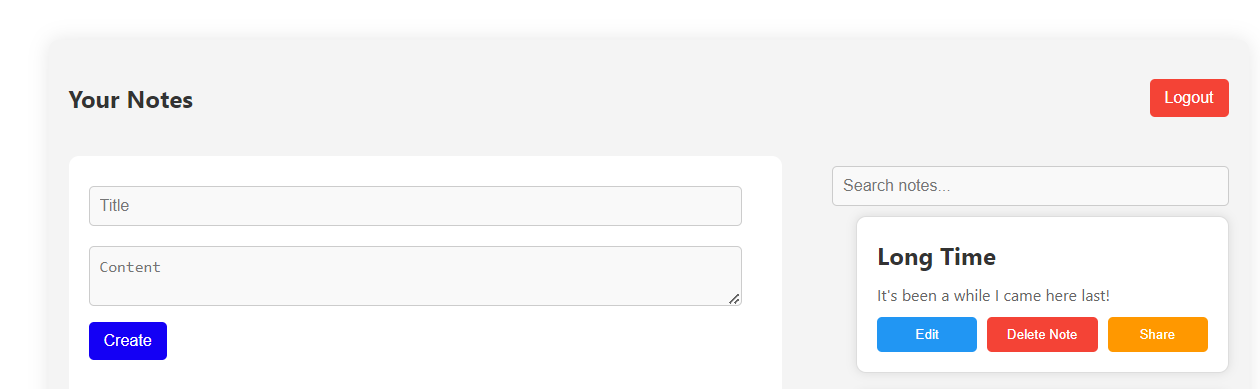 Your Notes
Logout
Title
Content
Create
Search notes...
Long Time
It's been a while I came here last!
Edit
Delete Note
Share